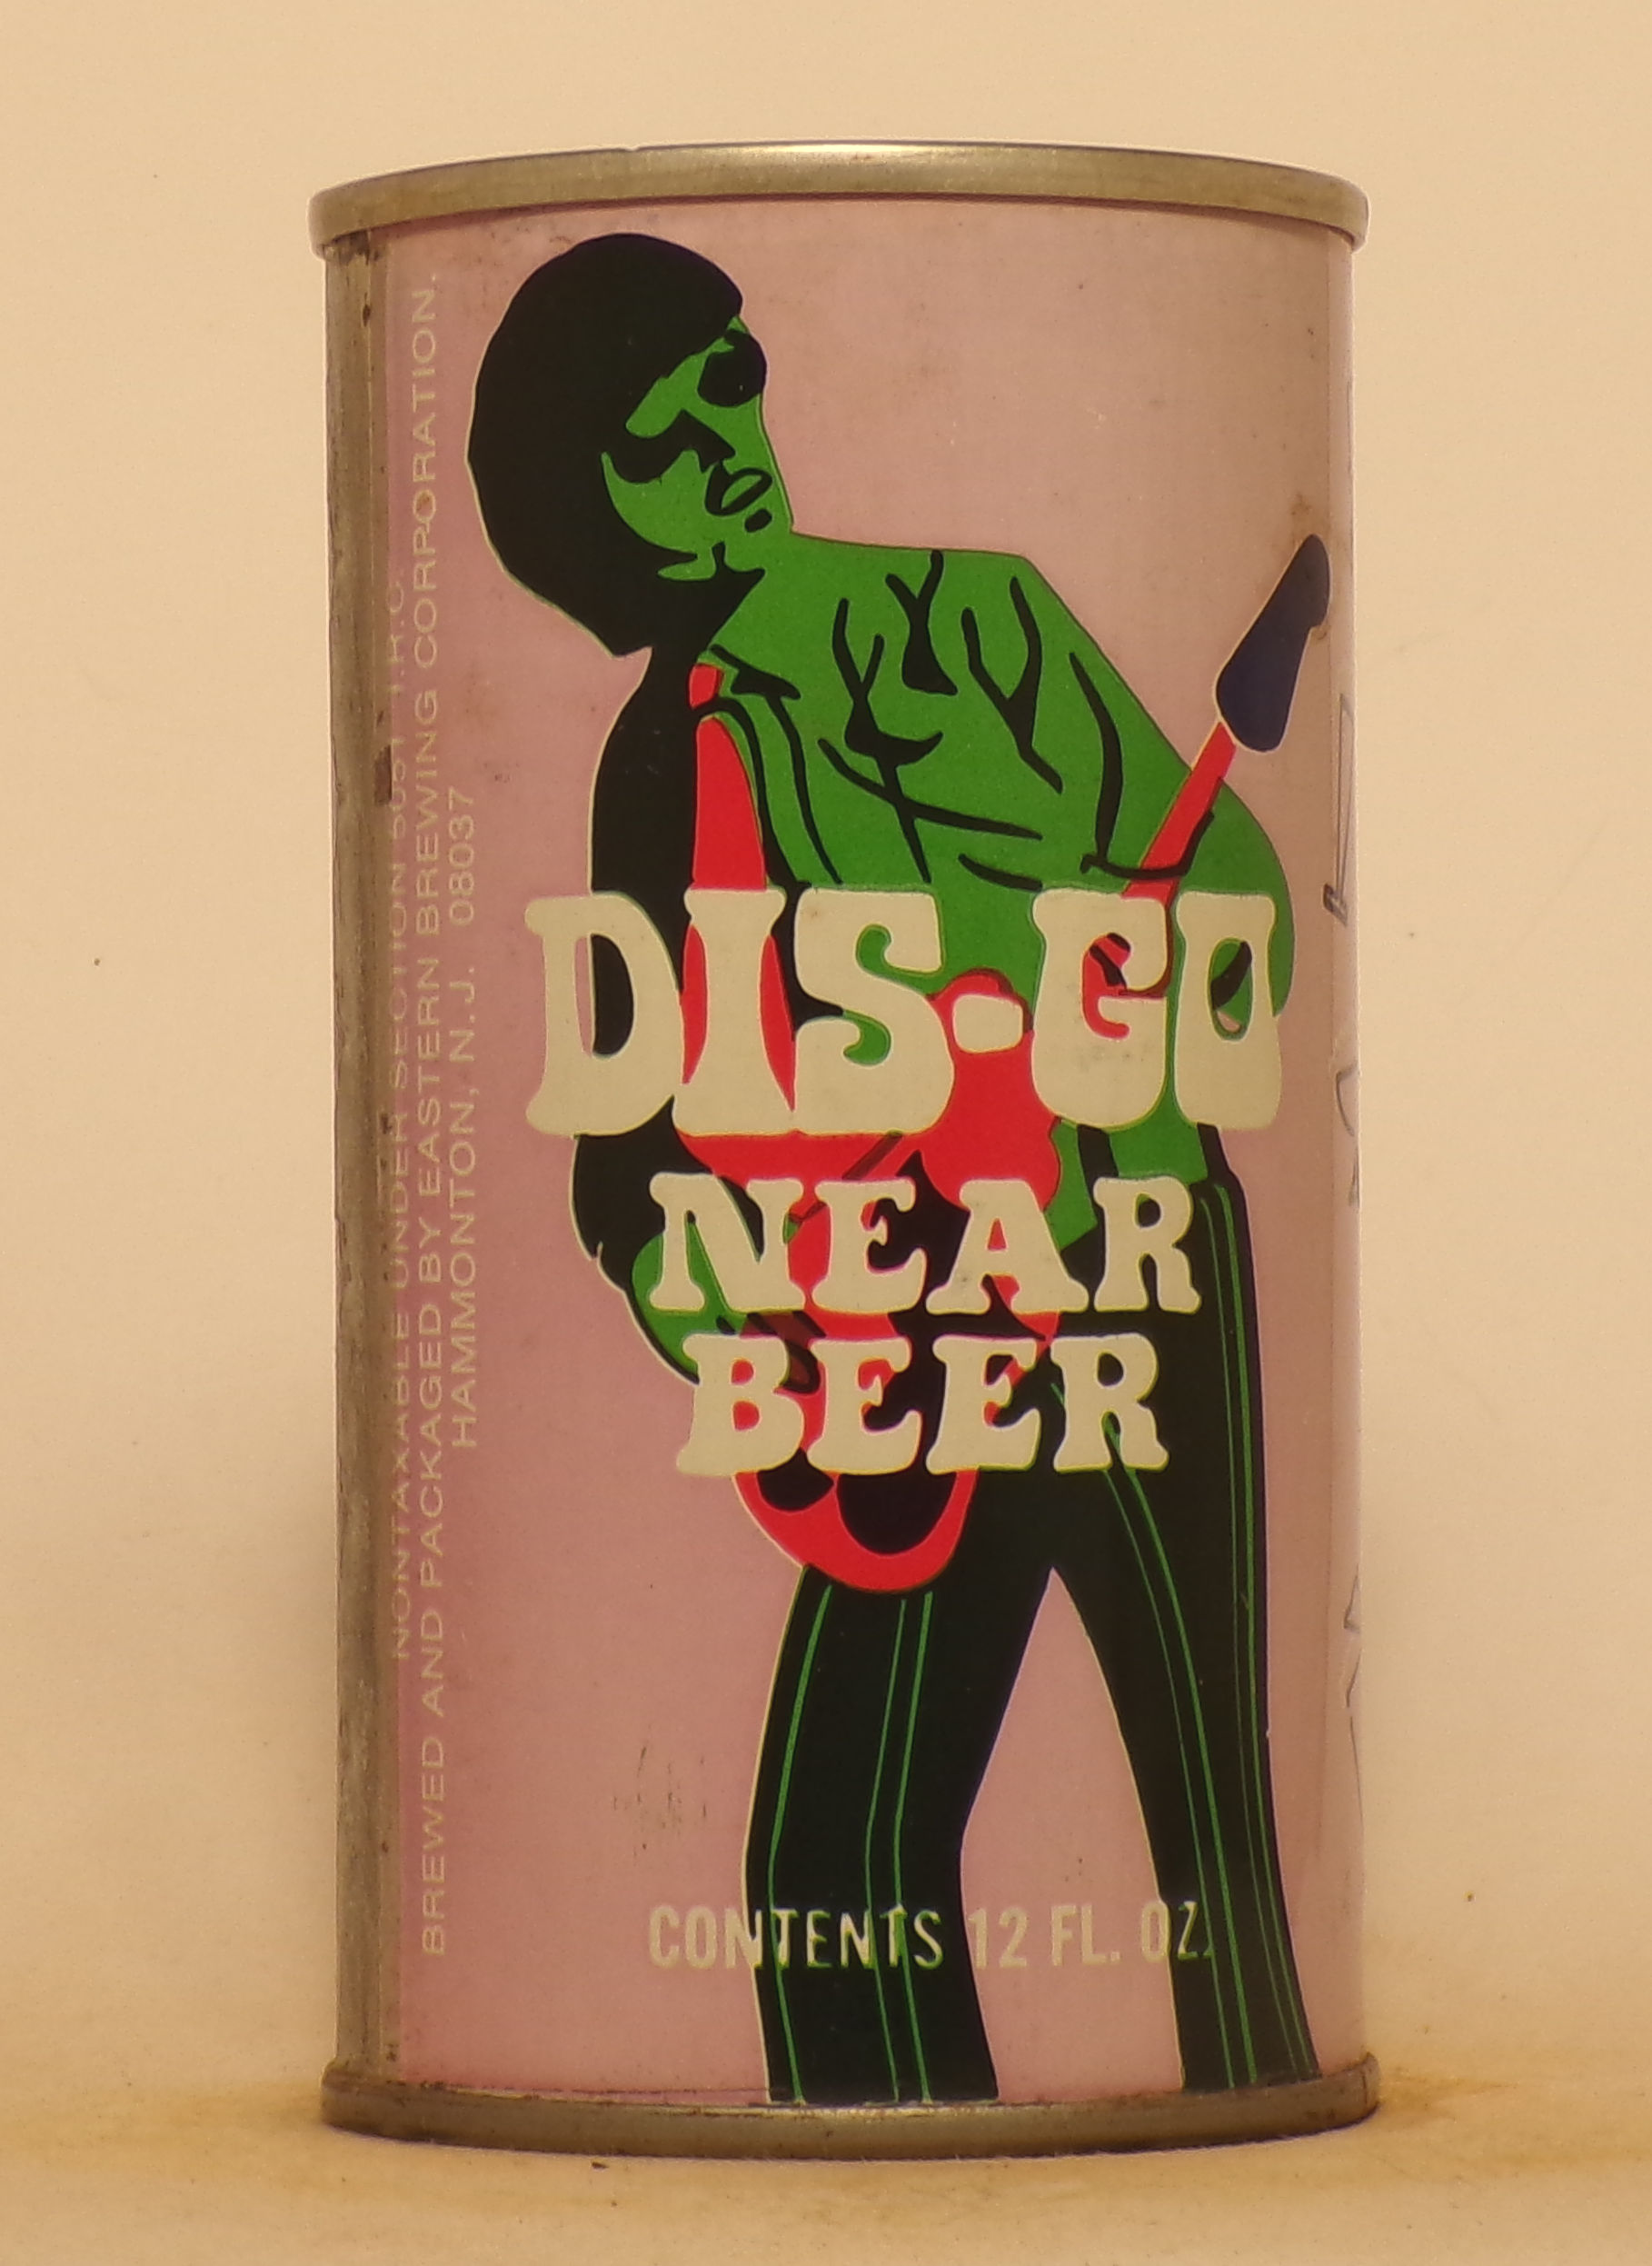 DIS-GO
NEAR
BEER
CONTENTS 12 FL. OZ.
NONTAXABLE UNDER SECTION 5051 I.R.C.
BREWED AND PACKAGED BY EASTERN BREWING CORPORATION.
HAMMONTON, N.J. 08037